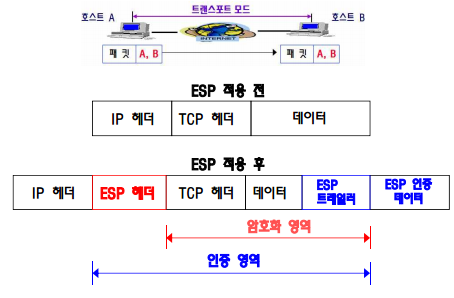 트랜스포트 모드
호스트 A
호스트 B
INTERNET
패 킷 A, B
패 킷 A, B
ESP 적용 전
IP 헤더 TCP 헤더 데이터
ESP 적용 후
IP 헤더 ESP 헤더 TCP 헤더 데이터 ESP 트레일러 ESP 인증 데이터
암호화 영역
인증 영역